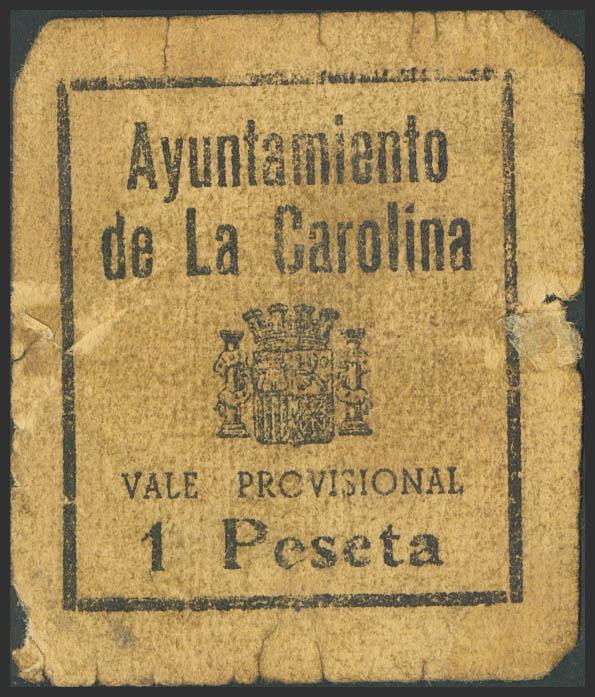 Ayuntamiento
de La Carolina
VALE PROVISIONAL
1 Peseta